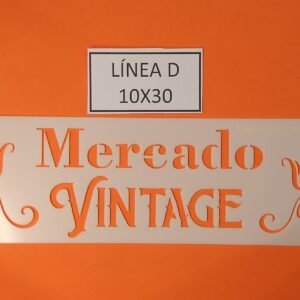 LÍNEA D
10X30
Mercado
VINTAGE